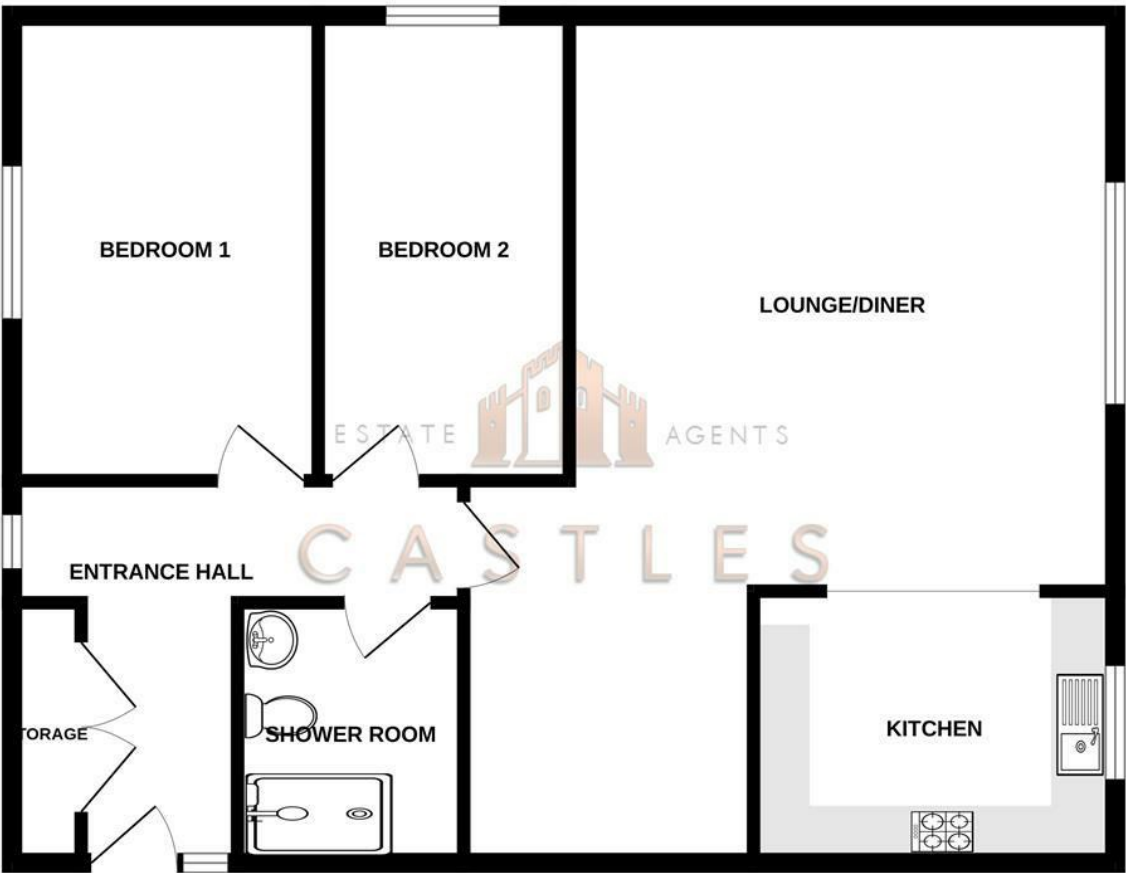 BEDROOM 1
BEDROOM 2
LOUNGE/DINER
ESTATE AGENTS
CASTLES
ENTRANCE HALL
TORAGE
SHOWER ROOM
KITCHEN